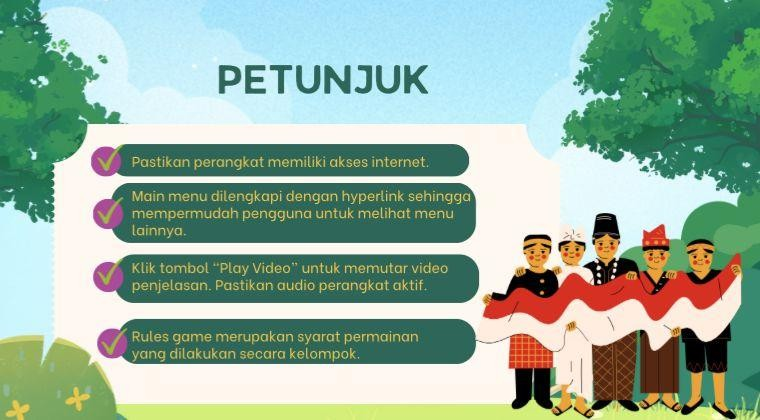 PETUNJUK
Pastikan perangkat memiliki akses internet.
Main menu dilengkapi dengan hyperlink sehingga
mempermudah pengguna untuk melihat menu
lainnya.
Klik tombol “Play Video” untuk memutar video
penjelasan. Pastikan audio perangkat aktif.
Rules game merupakan syarat permainan
yang dilakukan secara kelompok.